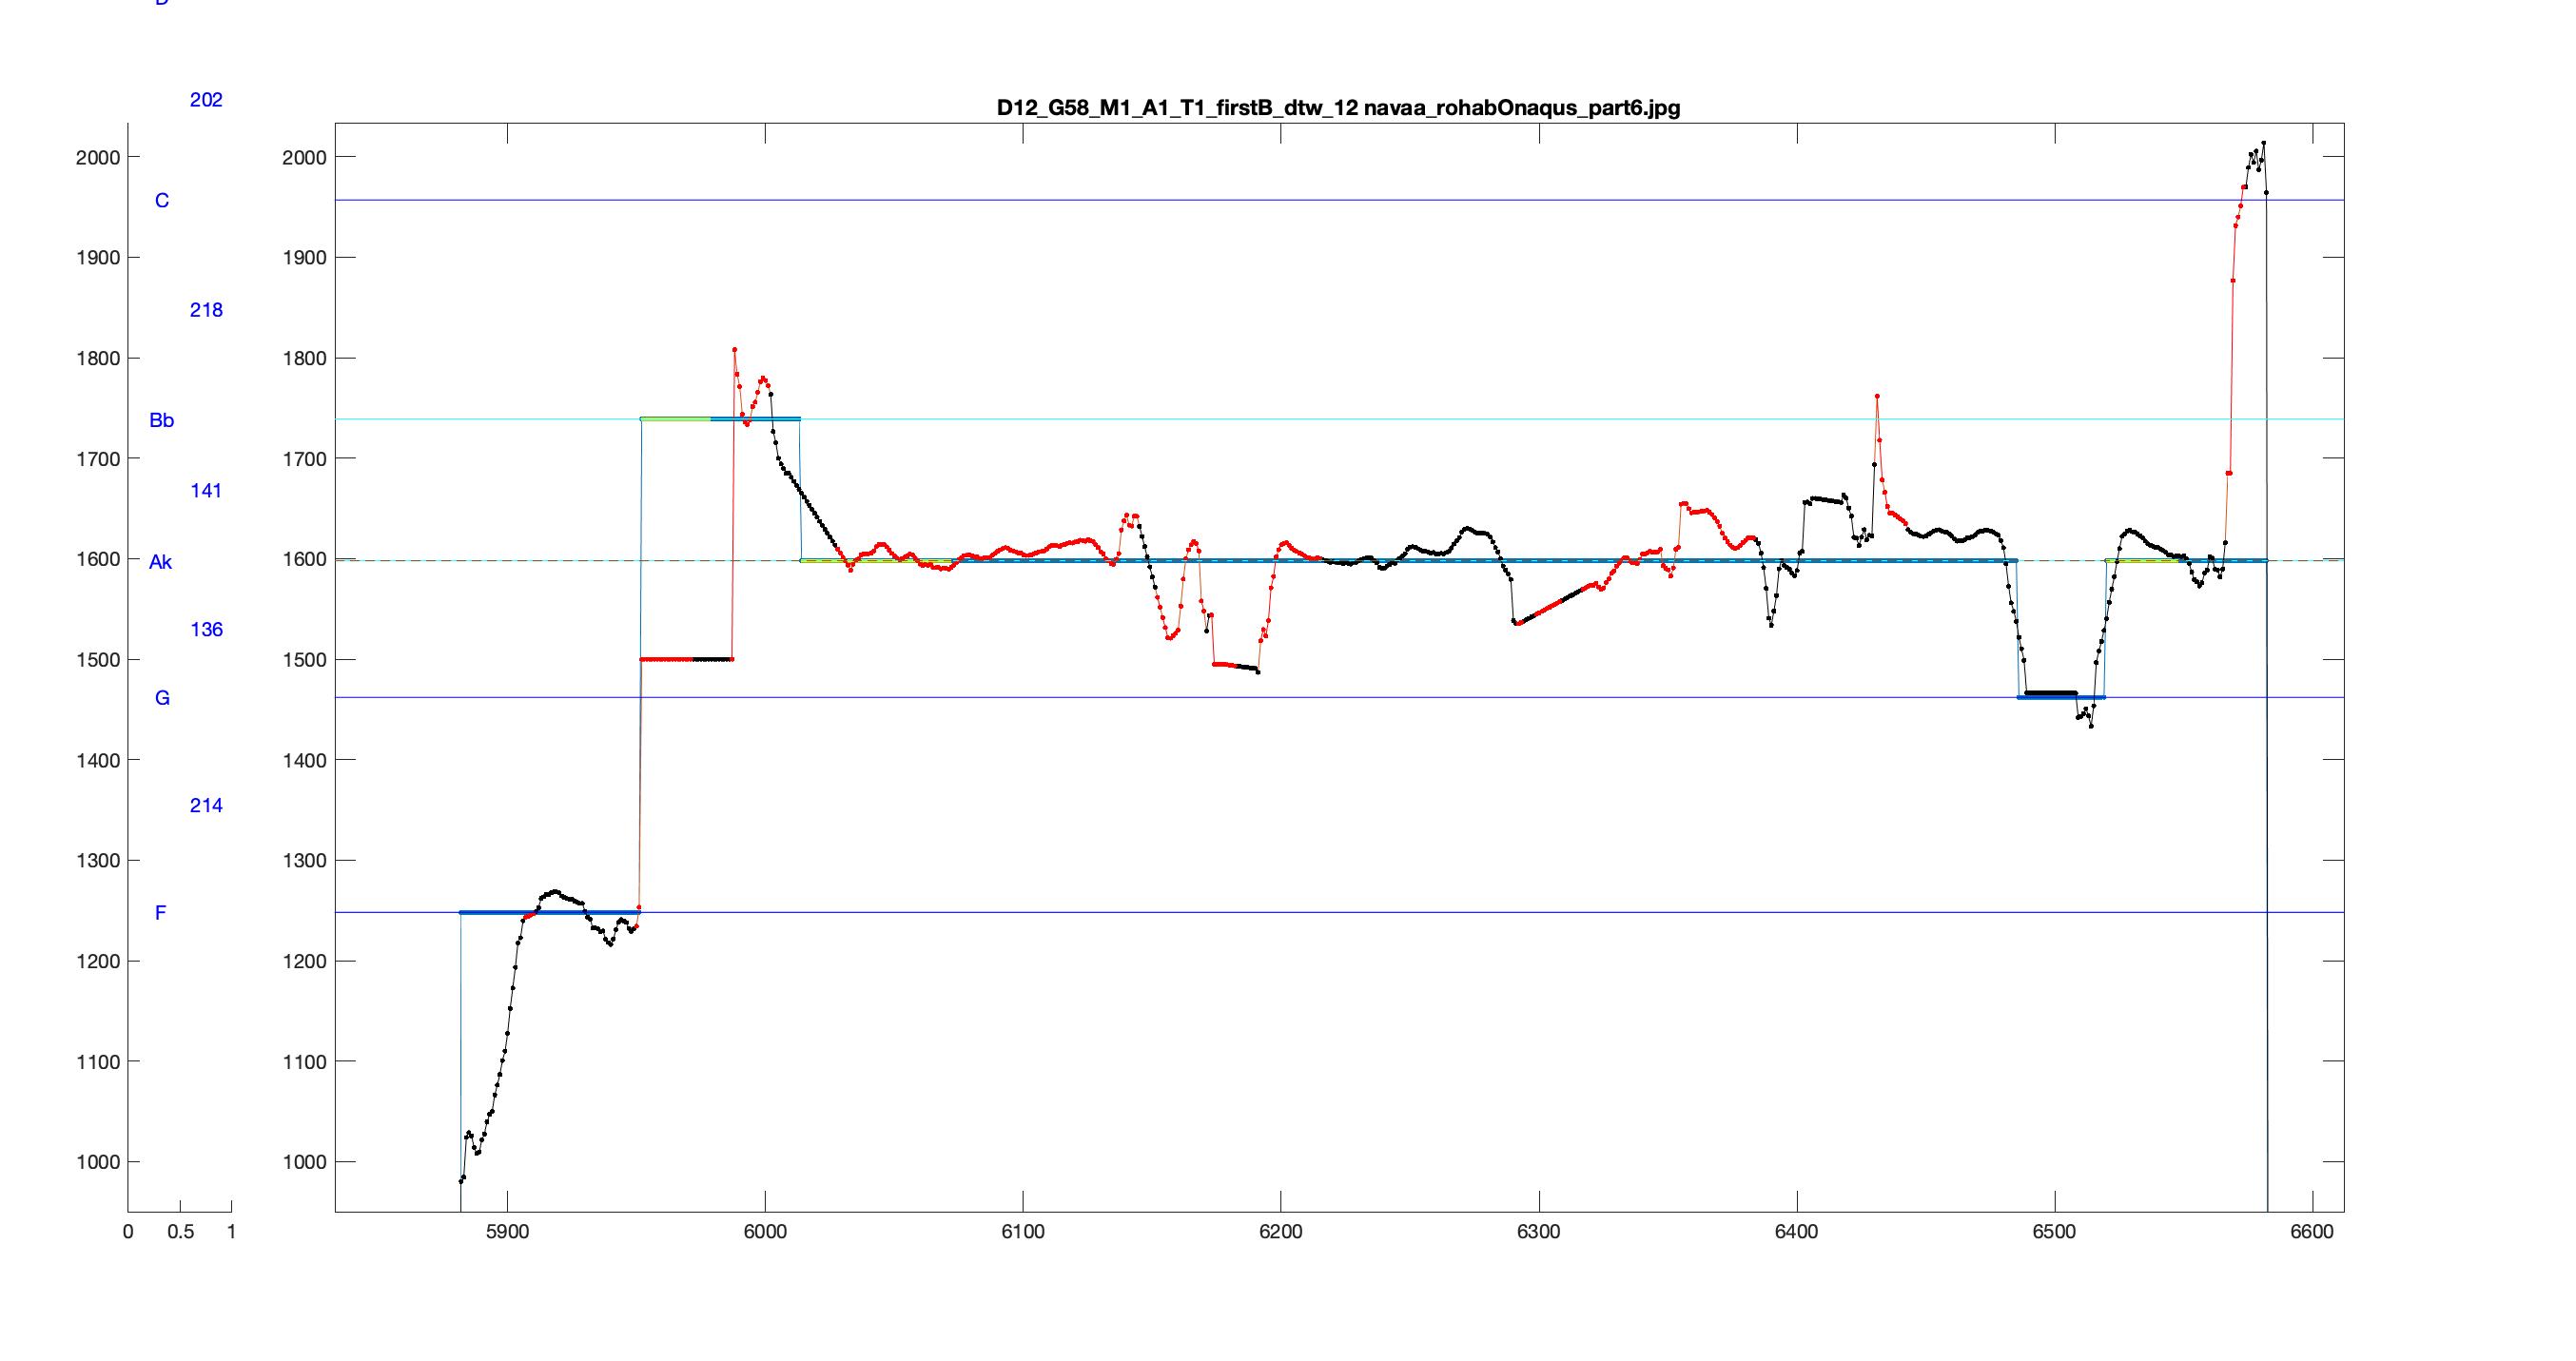 D
202
D12_G58_M1_A1_T1_firstB_dtw_12 navaa_rohabOnaqus_part6.jpg
2000 2000
C
1900 1900
218
1800 1800
Bb
1700 1700
141
1600 Ak 1600
136
1500 1500
G
1400 1400
214
1300 1300
F
1200 1200
1100 1100
1000 1000
0 0.5 1 5900 6000 6100 6200 6300 6400 6500 6600